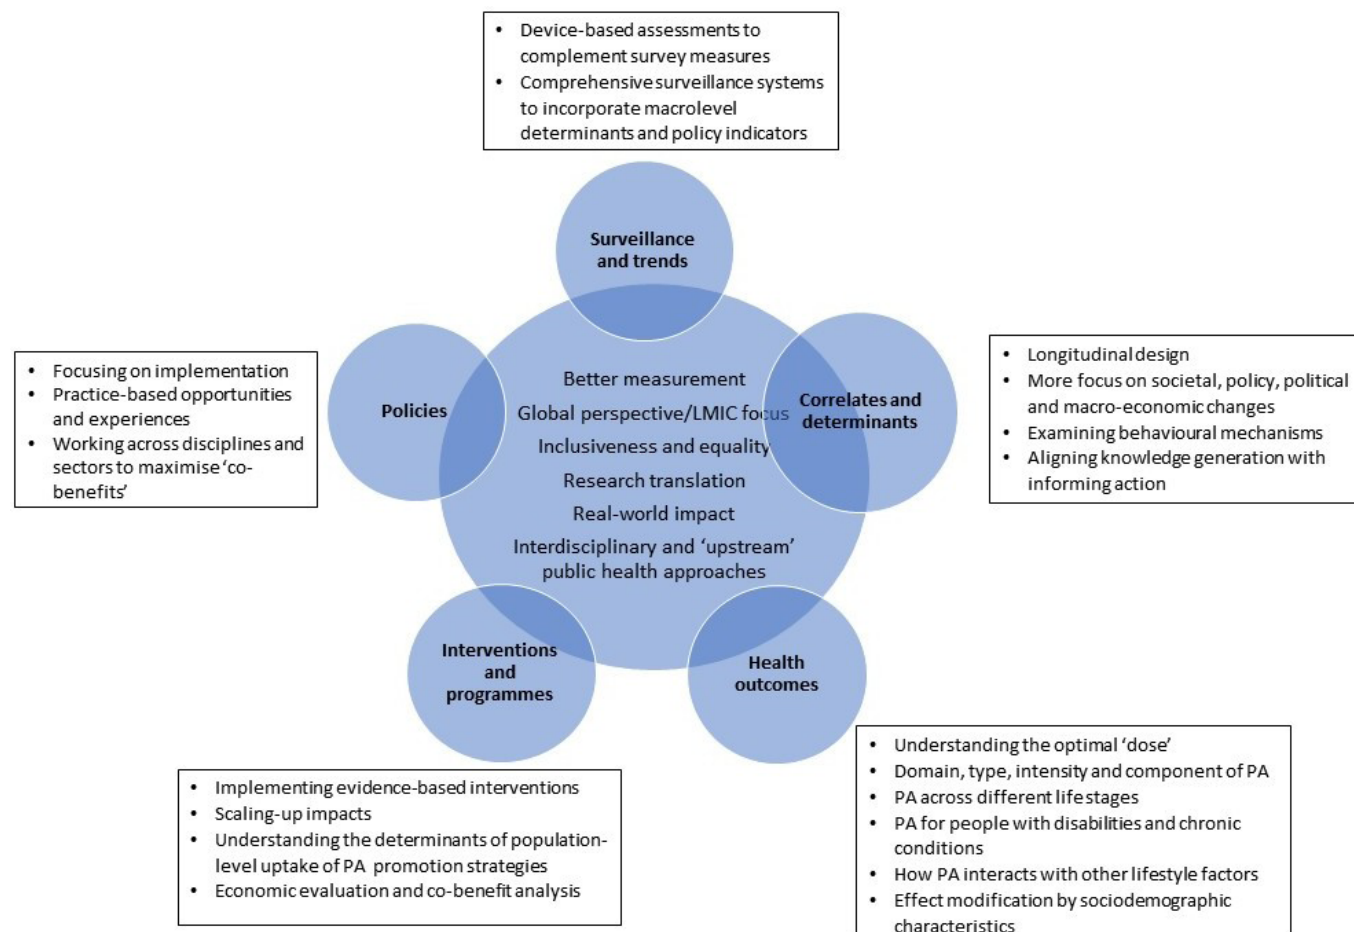 • Device-based assessments to
complement survey measures
• Comprehensive surveillance systems
to incorporate macrolevel
determinants and policy indicators
Surveillance
and trends
• Focusing on implementation
• Practice-based opportunities
and experiences
• Working across disciplines and
sectors to maximise ‘co-
benefits’
Policies
Better measurement
Global perspective/LMIC focus
Inclusiveness and equality
Research translation
Real-world impact
Interdisciplinary and ‘upstream’
public health approaches
Correlates and
determinants
• Longitudinal design
• More focus on societal, policy, political
and macro-economic changes
• Examining behavioural mechanisms
• Aligning knowledge generation with
informing action
Interventions
and
programmes
Health
outcomes
• Implementing evidence-based interventions
• Scaling-up impacts
• Understanding the determinants of population-
level uptake of PA promotion strategies
• Economic evaluation and co-benefit analysis
• Understanding the optimal ‘dose’
• Domain, type, intensity and component of PA
• PA across different life stages
• PA for people with disabilities and chronic
conditions
• How PA interacts with other lifestyle factors
• Effect modification by sociodemographic
characteristics